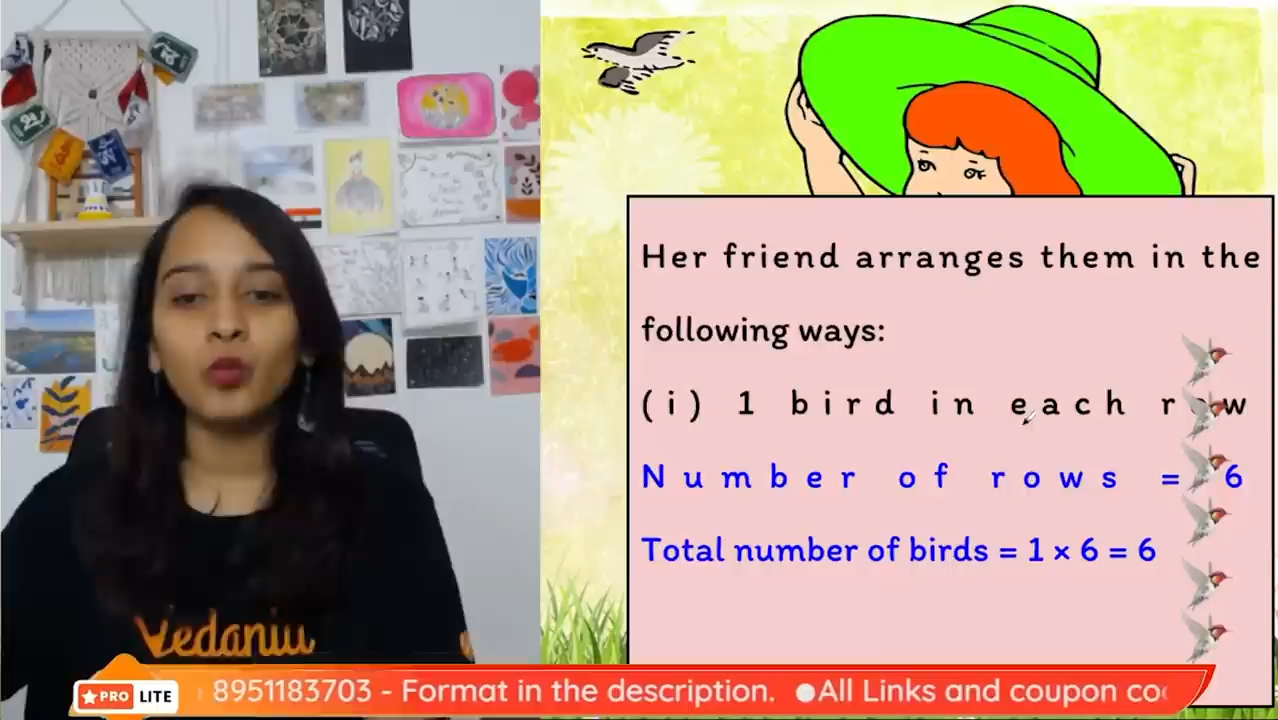 Her friend arranges them in the
following ways:
(i) 1 bird in each row
Number of rows = 6
Total number of birds = 1 × 6 = 6
Vedantu
PRO LITE
8951183703 - Format in the description. ●All Links and coupon co